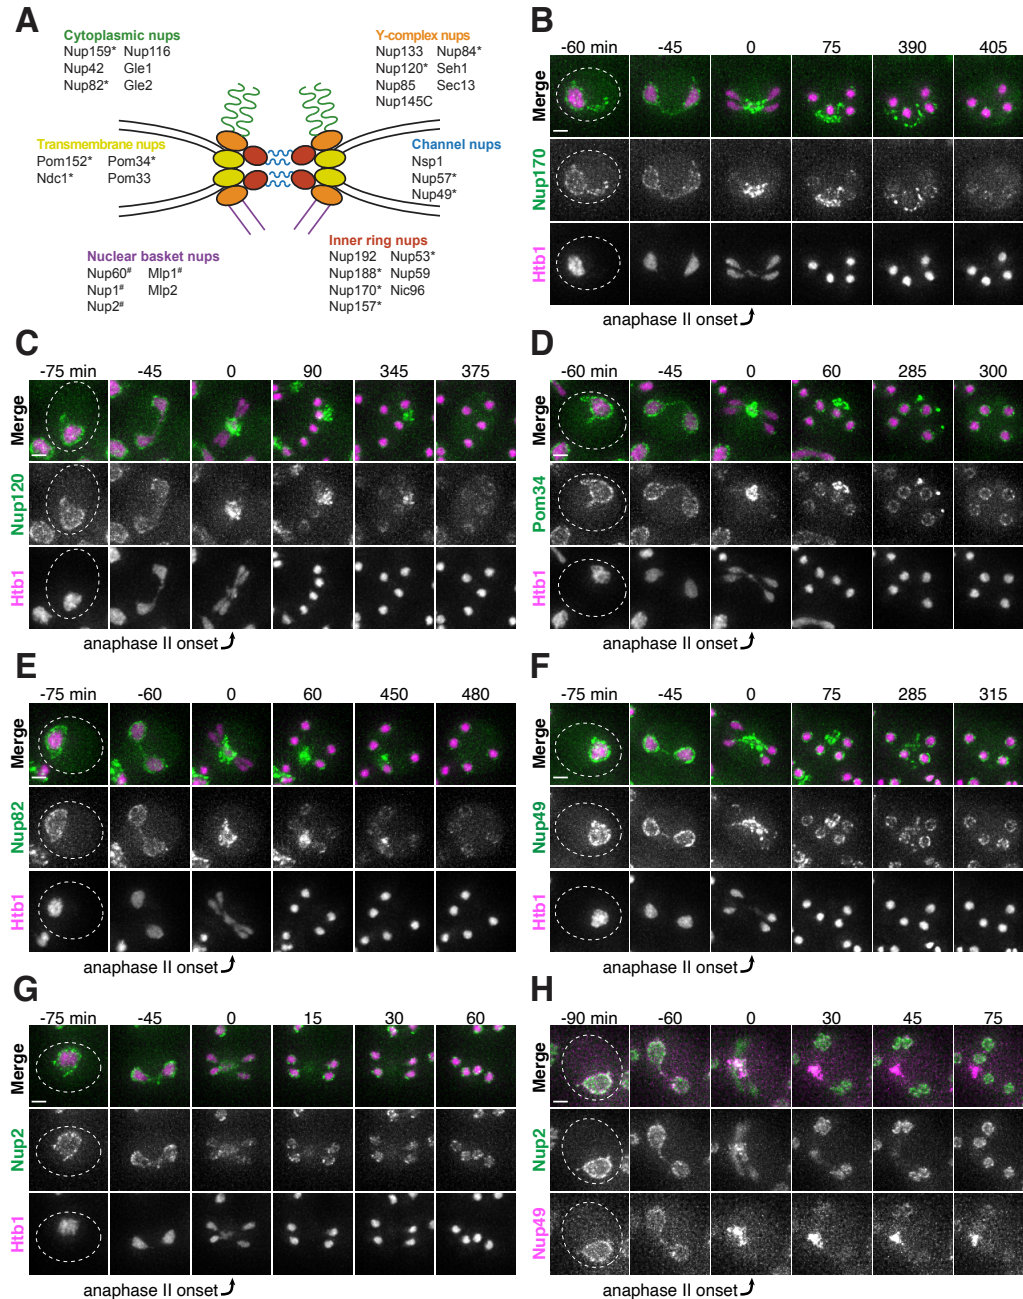 A
Cytoplasmic nups
Nup159* Nup116
Nup42 Gle1
Nup82* Gle2
Y-complex nups
Nup133 Nup84*
Nup120* Seh1
Nup85 Sec13
Nup145C
Transmembrane nups
Pom152* Pom34*
Ndc1* Pom33
Channel nups
Nsp1
Nup57*
Nup49*
Nuclear basket nups
Nup60# Mlp1#
Nup1# Mlp2
Nup2#
Inner ring nups
Nup192 Nup53*
Nup188* Nup59
Nup170* Nic96
Nup157*
B
-60 min -45 0 75 390 405
Merge
Nup170
Htb1
anaphase II onset
C
-75 min -45 0 90 345 375
Merge
Nup120
Htb1
anaphase II onset
D
-60 min -45 0 60 285 300
Merge
Pom34
Htb1
anaphase II onset
E
-75 min -60 0 60 450 480
Merge
Nup82
Htb1
anaphase II onset
F
-75 min -45 0 75 285 315
Merge
Nup49
Htb1
anaphase II onset
G
-75 min -45 0 15 30 60
Merge
Nup2
Htb1
anaphase II onset
H
-90 min -60 0 30 45 75
Merge
Nup2
Nup49
anaphase II onset